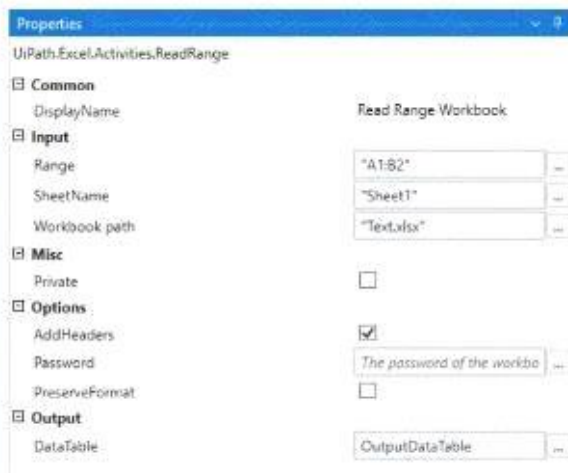 Properties
UiPath.Excel.Activities.ReadRange
Common
DisplayName Read Range Workbook
Input
Range "A1:B2"
SheetName "Sheet1"
Workbook path "Text.xlsx"
Misc
Private
Options
AddHeaders
Password The password of the workbo
PreserveFormat
Output
DataTable OutputDataTable